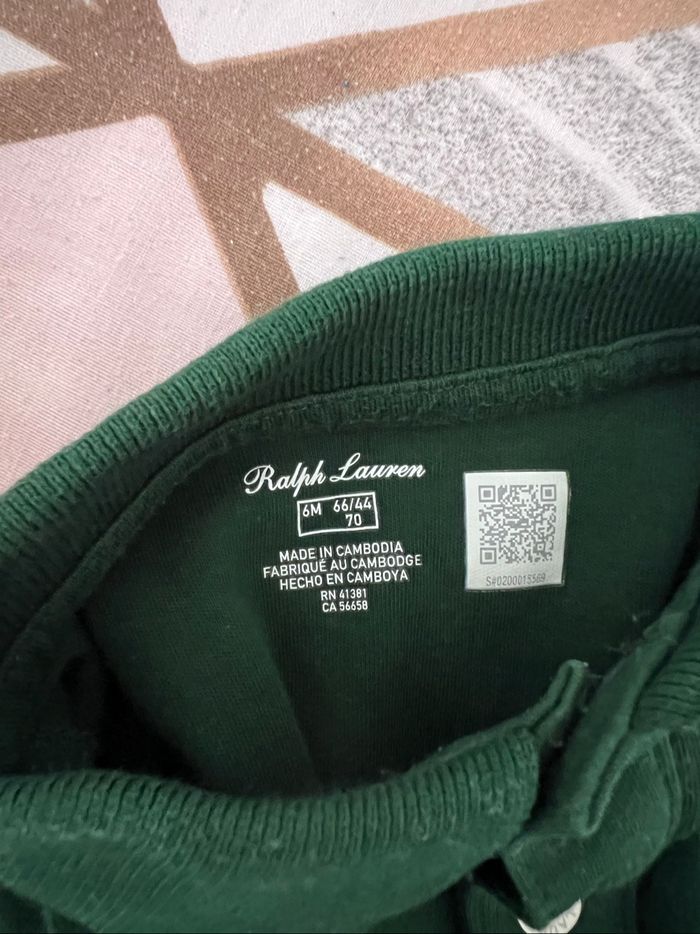 Ralph Lauren
6M 66/44
70
MADE IN CAMBODIA
FABRIQUÉ AU CAMBODGE
HECHO EN CAMBOYA
RN 41381
CA 56658
S#0200015569